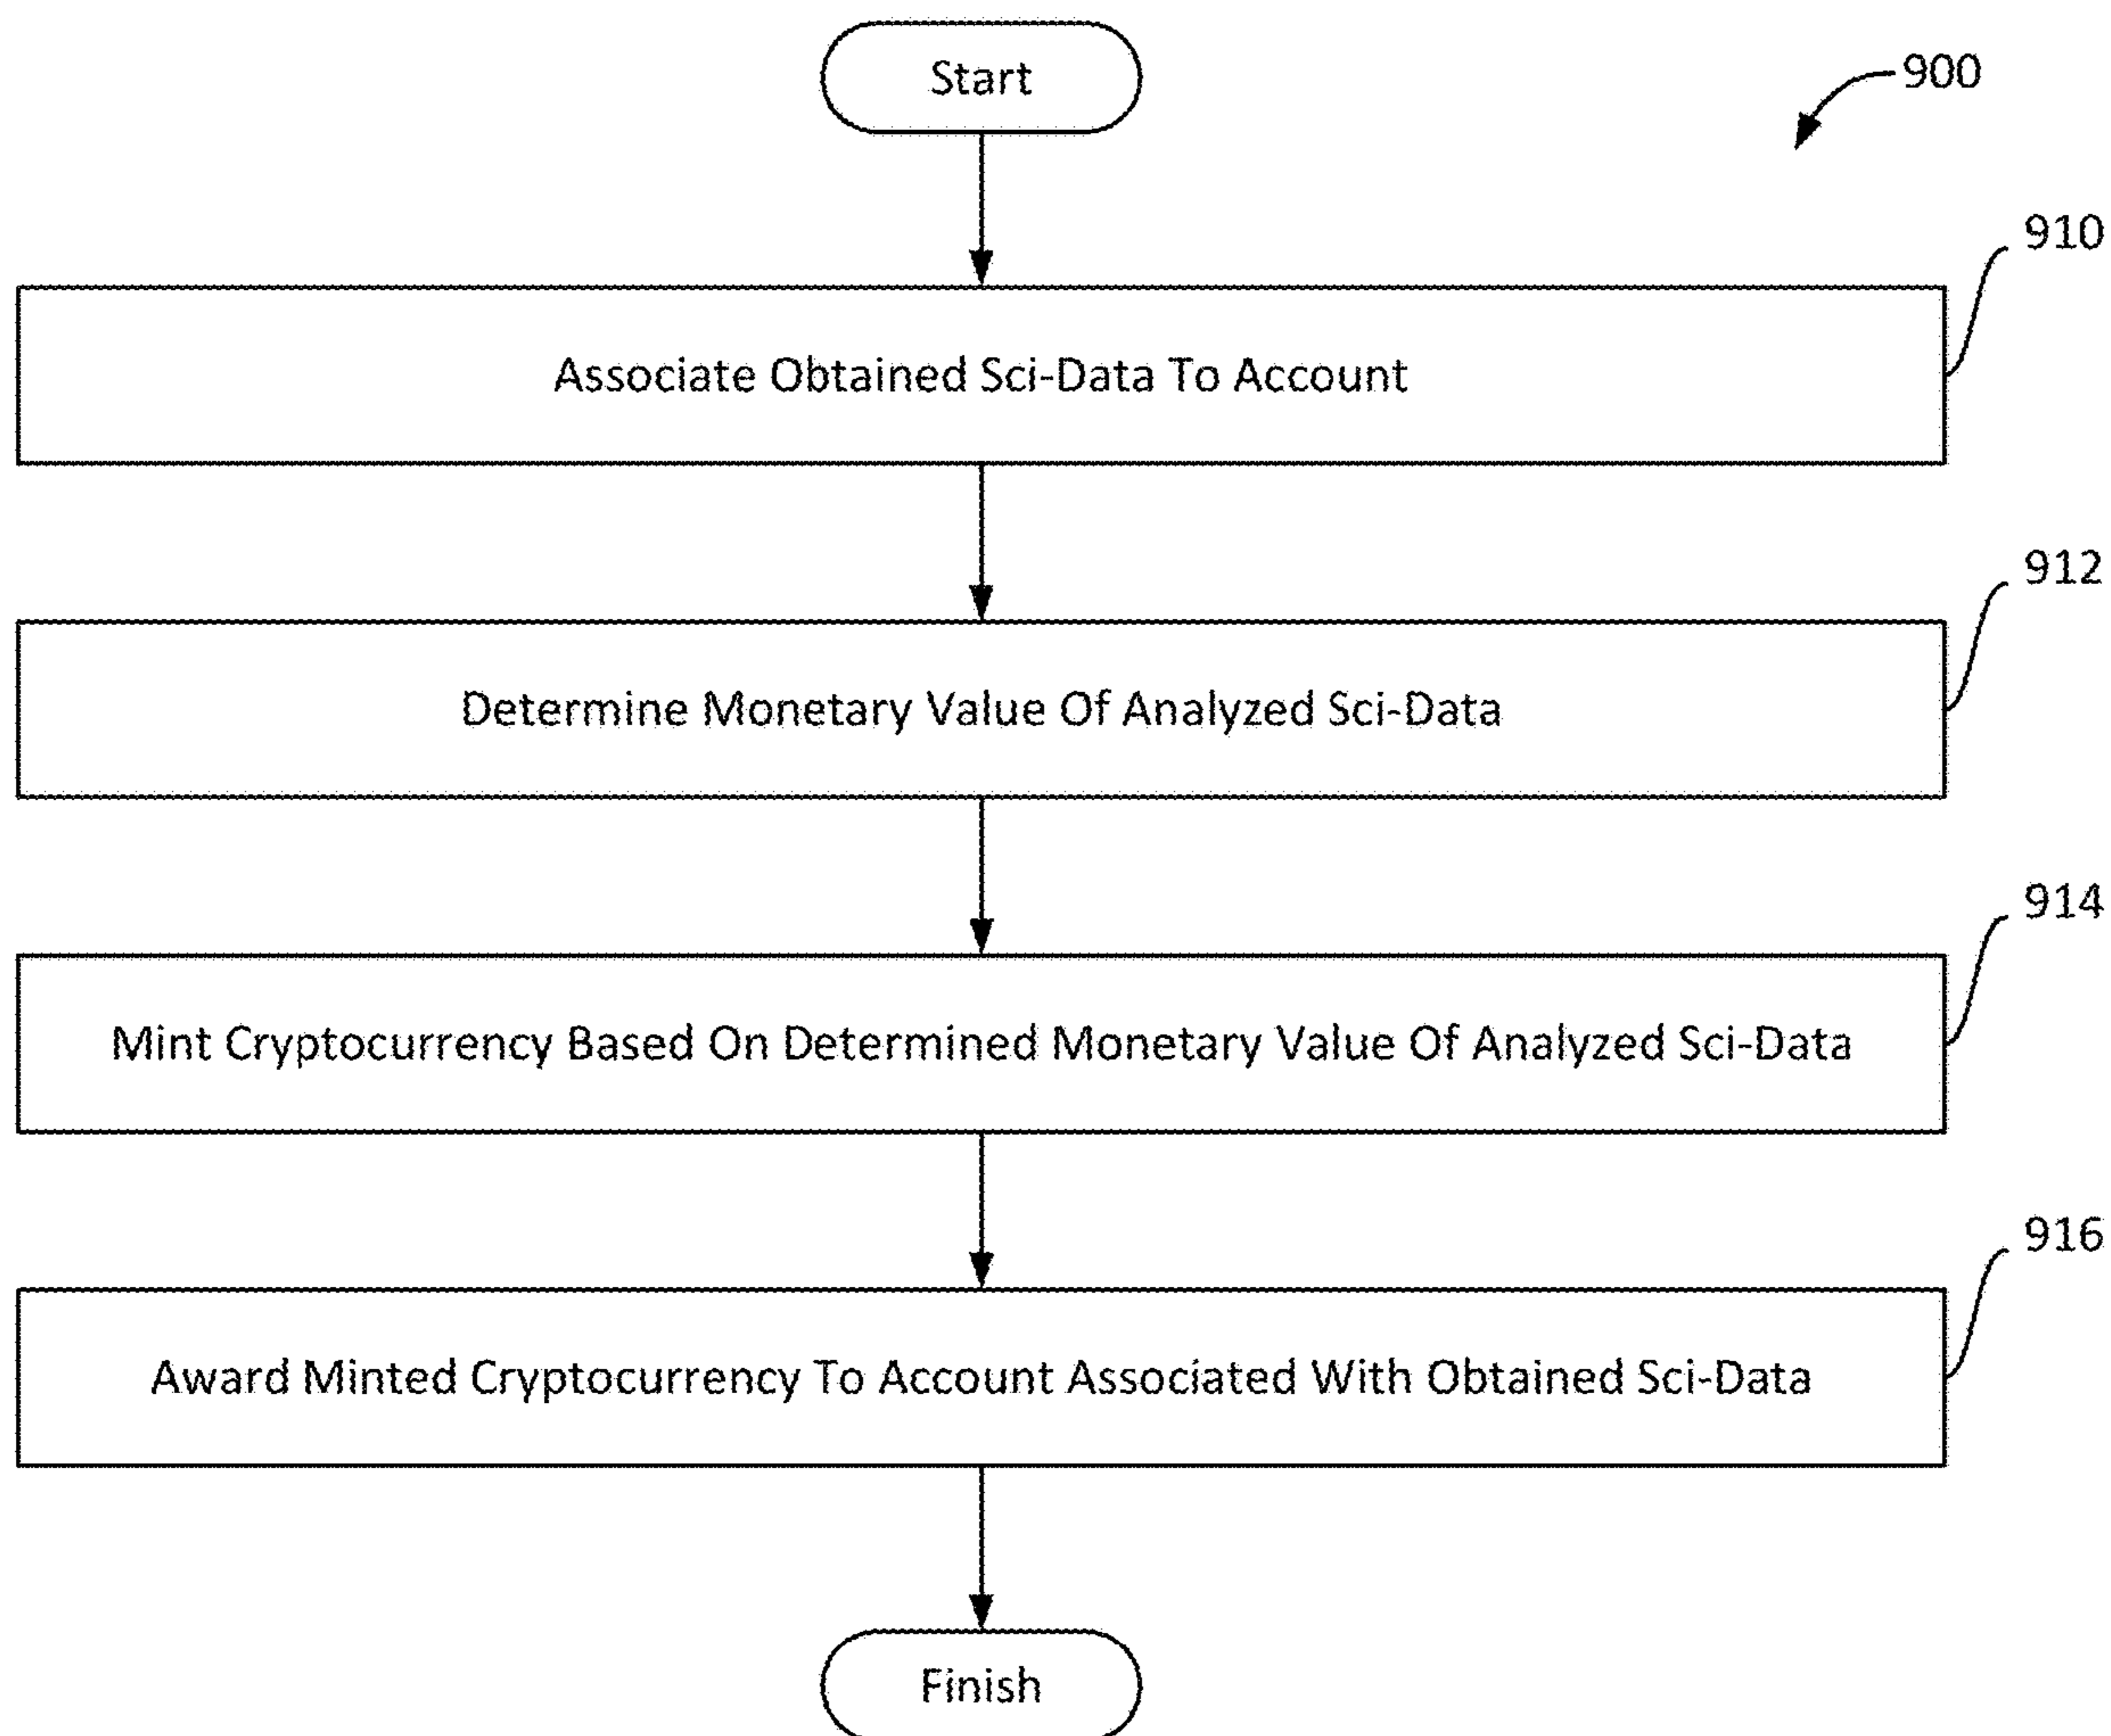 Start
900
910
Associate Obtained Sci-Data To Account
912
Determine Monetary Value Of Analyzed Sci-Data
914
Mint Cryptocurrency Based On Determined Monetary Value Of Analyzed Sci-Data
916
Award Minted Cryptocurrency To Account Associated With Obtained Sci-Data
Finish